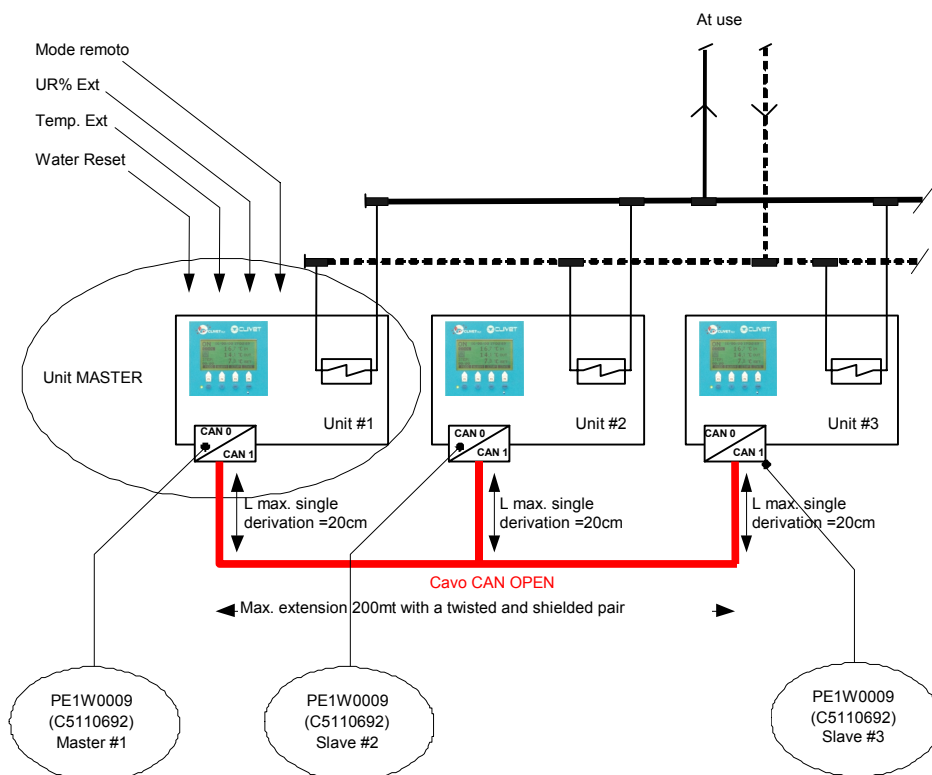 At use
Mode remoto
UR% Ext
Temp. Ext
Water Reset
Unit MASTER
CLIVET
CLIVET
CLIVET
Unit #1
Unit #2
Unit #3
CAN 0
CAN 1
CAN 0
CAN 1
CAN 0
CAN 1
L max. single
derivation =20cm
L max. single
derivation =20cm
L max. single
derivation =20cm
Cavo CAN OPEN
Max. extension 200mt with a twisted and shielded pair
PE1W0009
(C5110692)
Master #1
PE1W0009
(C5110692)
Slave #2
PE1W0009
(C5110692)
Slave #3